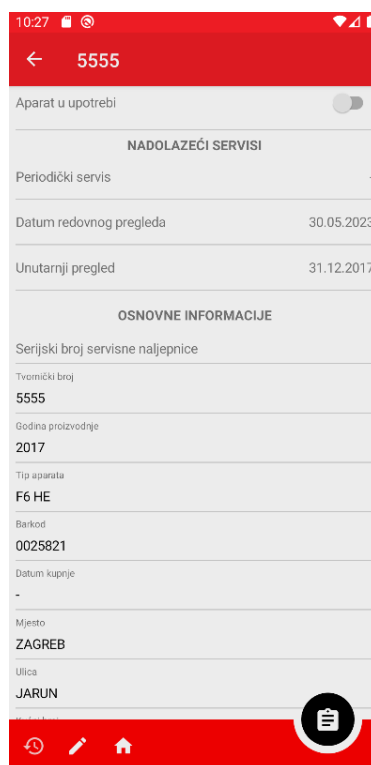 10:27
5555
Aparat u upotrebi
NADOLAZEĆI SERVISI
Periodički servis
-
Datum redovnog pregleda
30.05.2023
Unutarnji pregled
31.12.2017
OSNOVNE INFORMACIJE
Serijski broj servisne naljepnice
Tvornički broj
5555
Godina proizvodnje
2017
Tip aparata
F6 HE
Barkod
0025821
Datum kupnje
-
Mjesto
ZAGREB
Ulica
JARUN